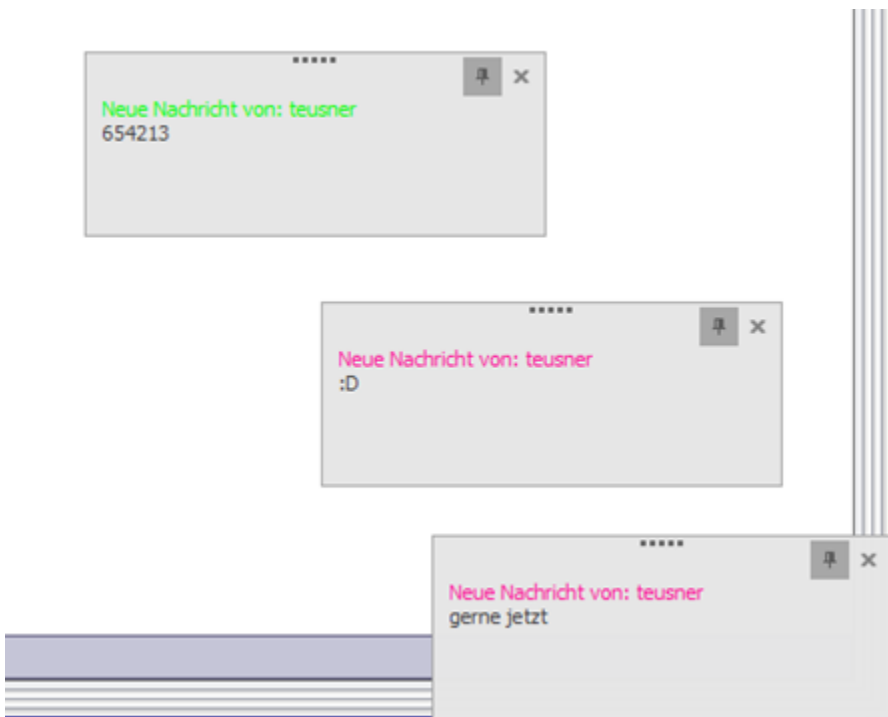 Neue Nachricht von: teusner
654213
Neue Nachricht von: teusner
:D
Neue Nachricht von: teusner
gerne jetzt